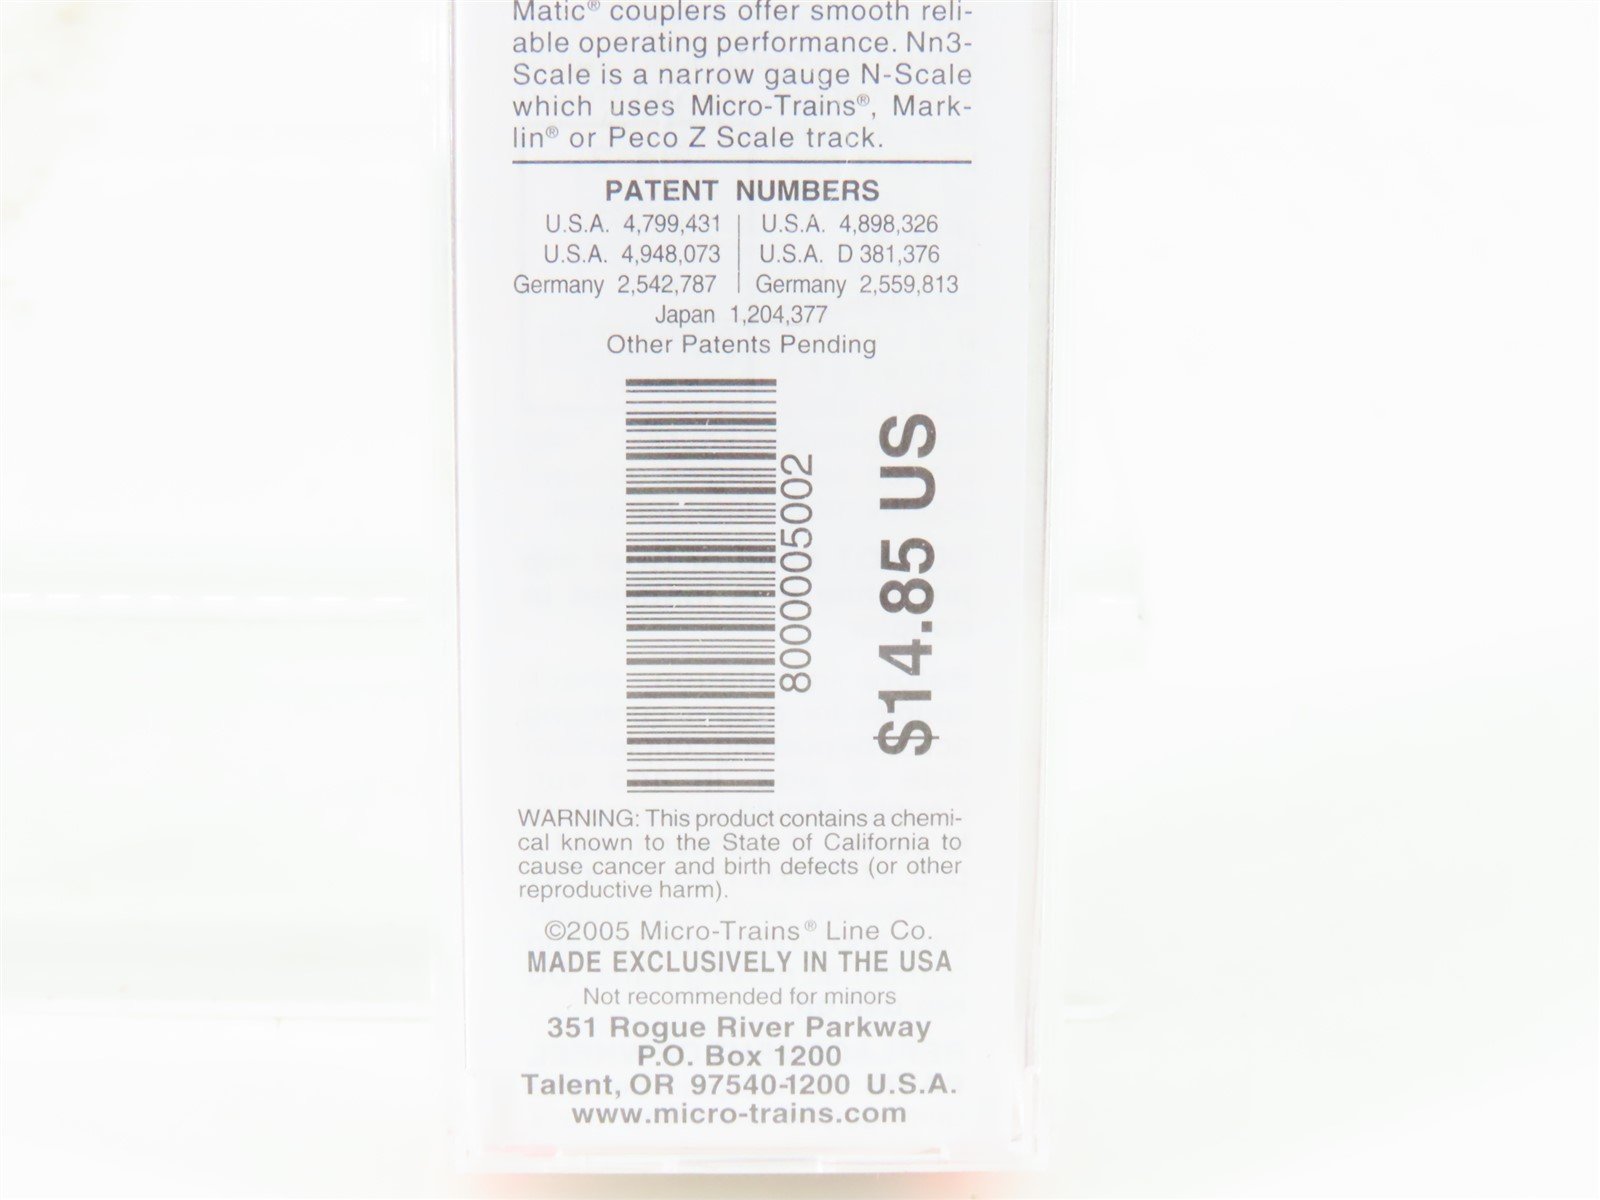 Matic® couplers offer smooth reli-
able operating performance. Nn3-
Scale is a narrow gauge N-Scale
which uses Micro-Trains®, Mark-
lin® or Peco Z Scale track.
PATENT NUMBERS
U.S.A. 4,799,431 | U.S.A. 4,898,326
U.S.A. 4,948,073 | U.S.A. D 381,376
Germany 2,542,787 | Germany 2,559,813
Japan 1,204,377
Other Patents Pending
8000005002
$14.85 US
WARNING: This product contains a chemi-
cal known to the State of California to
cause cancer and birth defects (or other
reproductive harm).
©2005 Micro-Trains® Line Co.
MADE EXCLUSIVELY IN THE USA
Not recommended for minors
351 Rogue River Parkway
P.O. Box 1200
Talent, OR 97540-1200 U.S.A.
www.micro-trains.com